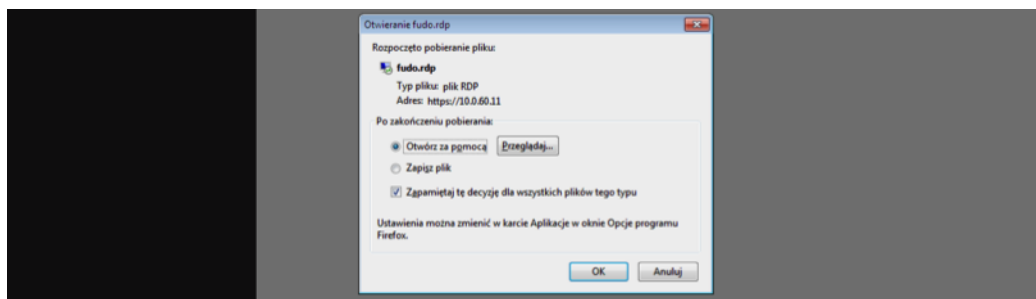 Otwieranie fudo.rdp
Rozpoczęto pobieranie pliku:
fudo.rdp
Typ pliku: plik RDP
Adres: https://10.0.60.11
Po zakończeniu pobierania:
Otwórz za pomocą Przeglądaj...
Zapisz plik
Zapamiętaj tę decyzję dla wszystkich plików tego typu
Ustawienia można zmienić w karcie Aplikacje w oknie Opcje programu
Firefox.
OK Anuluj